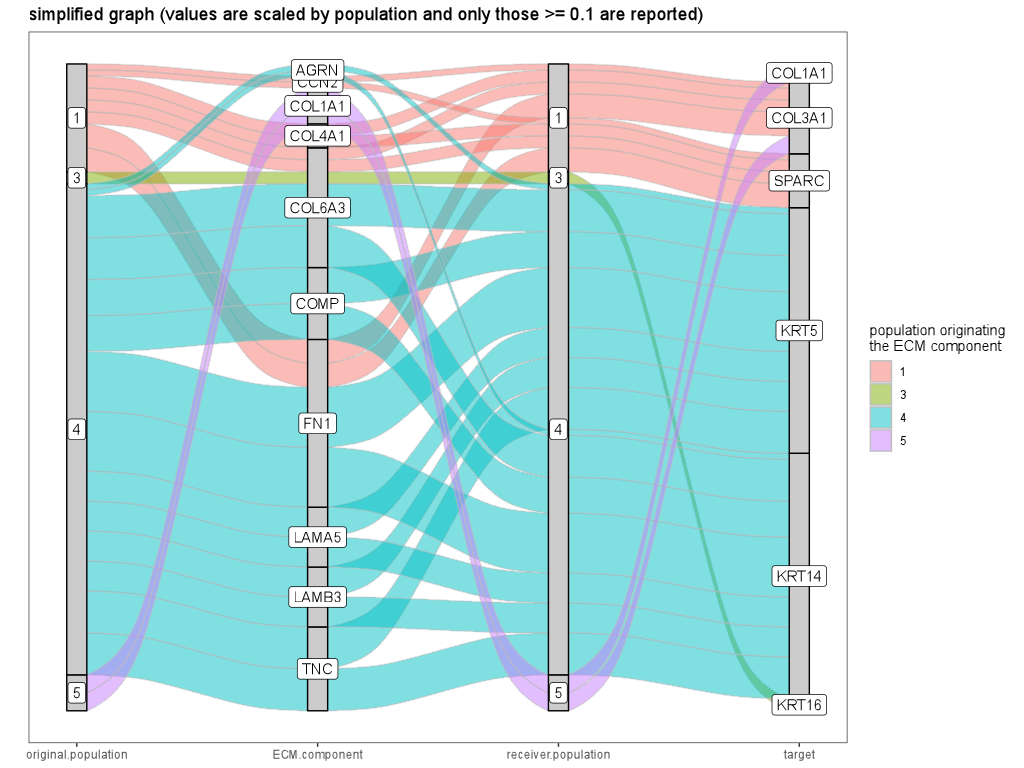 simplified graph (values are scaled by population and only those >= 0.1 are reported)
1
3
4
5
AGRN
CCN2
COL1A1
COL4A1
COL6A3
COMP
FN1
LAMA5
LAMB3
TNC
1
3
4
5
COL1A1
COL3A1
SPARC
KRT5
KRT14
KRT16
population originating
the ECM component
1
3
4
5
original.population
ECM.component
receiver.population
target